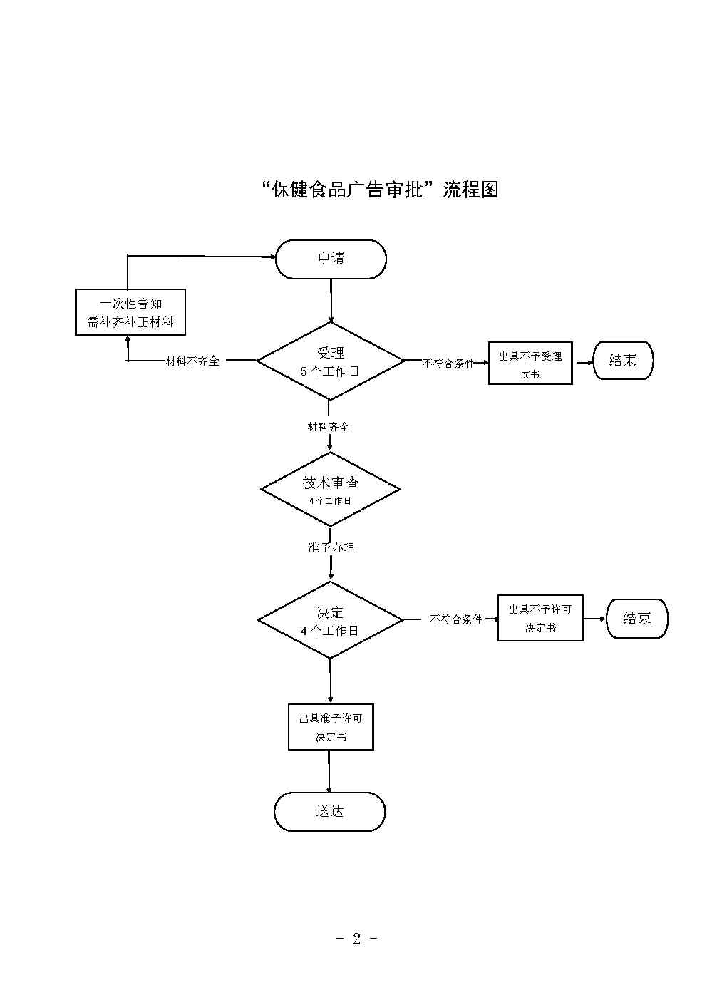 “保健食品广告审批”流程图
申请
一次性告知
需补齐补正材料
材料不齐全
受理
5 个工作日
不符合条件
出具不予受理
文书
结束
材料齐全
技术审查
4 个工作日
准予办理
决定
4 个工作日
不符合条件
出具不予许可
决定书
结束
出具准予许可
决定书
送达
- 2 -